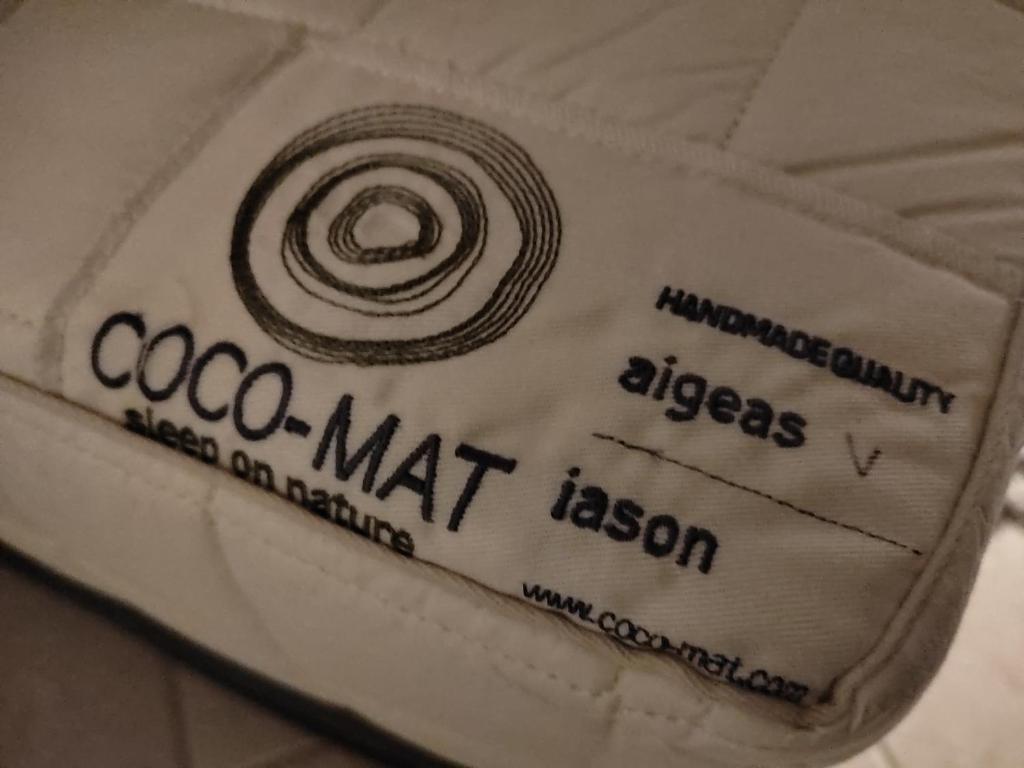 COCO-MAT
sleep on nature
HANDMADE QUALITY
aigeas V
iason
www.coco-mat.com